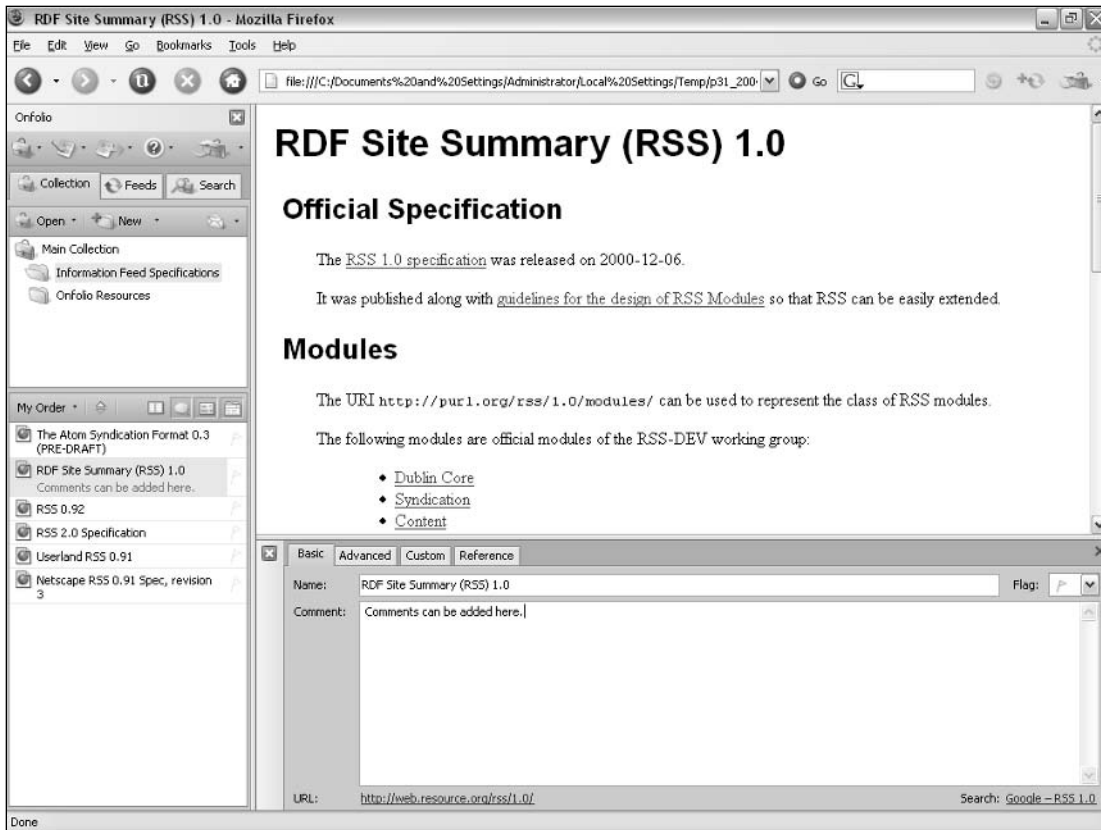 RDF Site Summary (RSS) 1.0 - Mozilla Firefox
File Edit View Go Bookmarks Tools Help
file:///C:/Documents%20and%20Settings/Administrator/Local%20Settings/Temp/p31_200 Go G
Onfolio
Collection Feeds Search
Open New
Main Collection
Information Feed Specifications
Onfolio Resources
My Order
The Atom Syndication Format 0.3
(PRE-DRAFT)
RDF Site Summary (RSS) 1.0
Comments can be added here.
RSS 0.92
RSS 2.0 Specification
Userland RSS 0.91
Netscape RSS 0.91 Spec, revision
3
RDF Site Summary (RSS) 1.0
Official Specification
The RSS 1.0 specification was released on 2000-12-06.
It was published along with guidelines for the design of RSS Modules so that RSS can be easily extended.
Modules
The URI http://purl.org/rss/1.0/modules/ can be used to represent the class of RSS modules.
The following modules are official modules of the RSS-DEV working group:
• Dublin Core
• Syndication
• Content
Basic Advanced Custom Reference
Name: RDF Site Summary (RSS) 1.0 Flag:
Comment: Comments can be added here.
URL: http://web.resource.org/rss/1.0/ Search: Google – RSS 1.0
Done